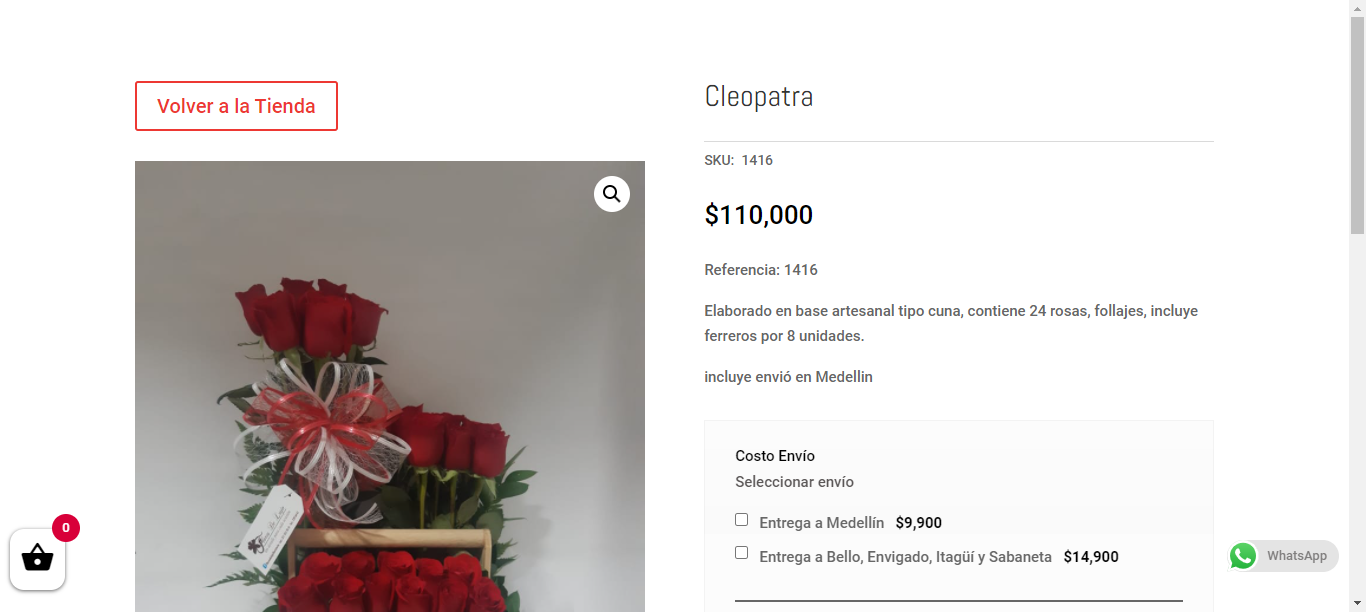 Volver a la Tienda
Cleopatra
SKU: 1416
$110,000
Referencia: 1416
Elaborado en base artesanal tipo cuna, contiene 24 rosas, follajes, incluye
ferreros por 8 unidades.
incluye envió en Medellin
Costo Envío
Seleccionar envío
Entrega a Medellín $9,900
Entrega a Bello, Envigado, Itagüí y Sabaneta $14,900
0
WhatsApp